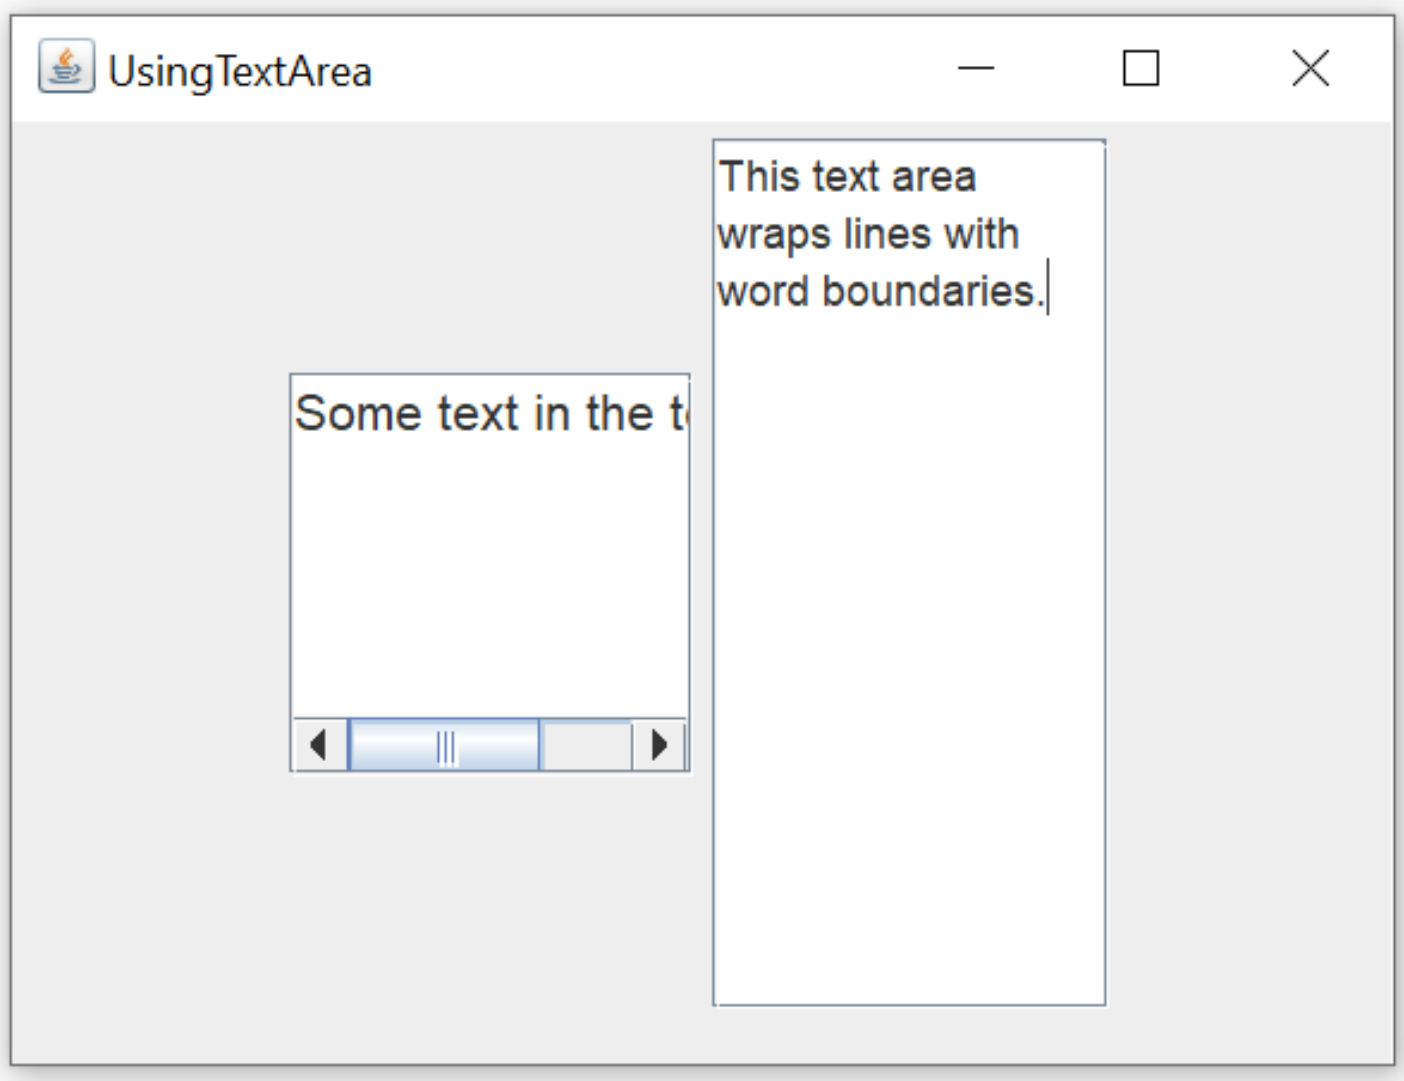 UsingTextArea
This text area
wraps lines with
word boundaries.
Some text in the